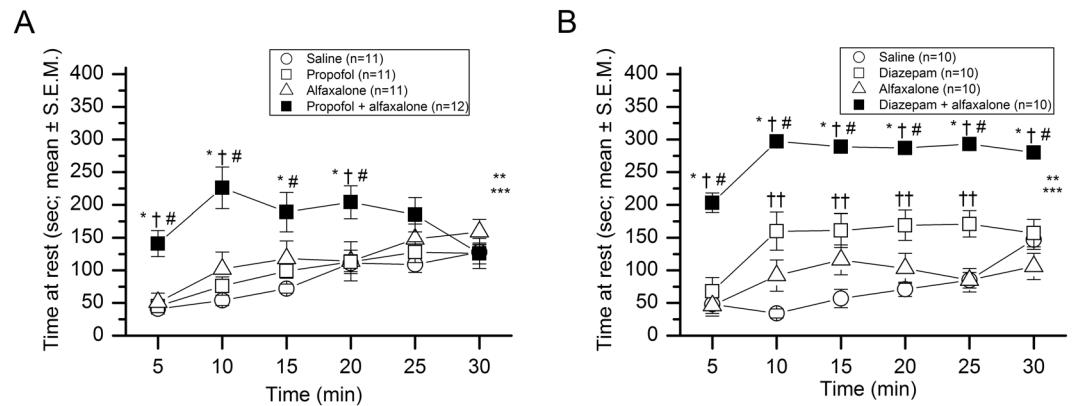 A
Time at rest (sec; mean ± S.E.M.)
Saline (n=11)
Propofol (n=11)
Alfaxalone (n=11)
Propofol + alfaxalone (n=12)
400
350
300
250
200
150
100
50
0
* † #
* † #
* #
* † #
**
***
5 10 15 20 25 30
Time (min)
B
Time at rest (sec; mean ± S.E.M.)
Saline (n=10)
Diazepam (n=10)
Alfaxalone (n=10)
Diazepam + alfaxalone (n=10)
400
350
300
250
200
150
100
50
0
* † #
* † #
* † #
* † #
* † #
* † #
†† †† †† ††
**
***
5 10 15 20 25 30
Time (min)